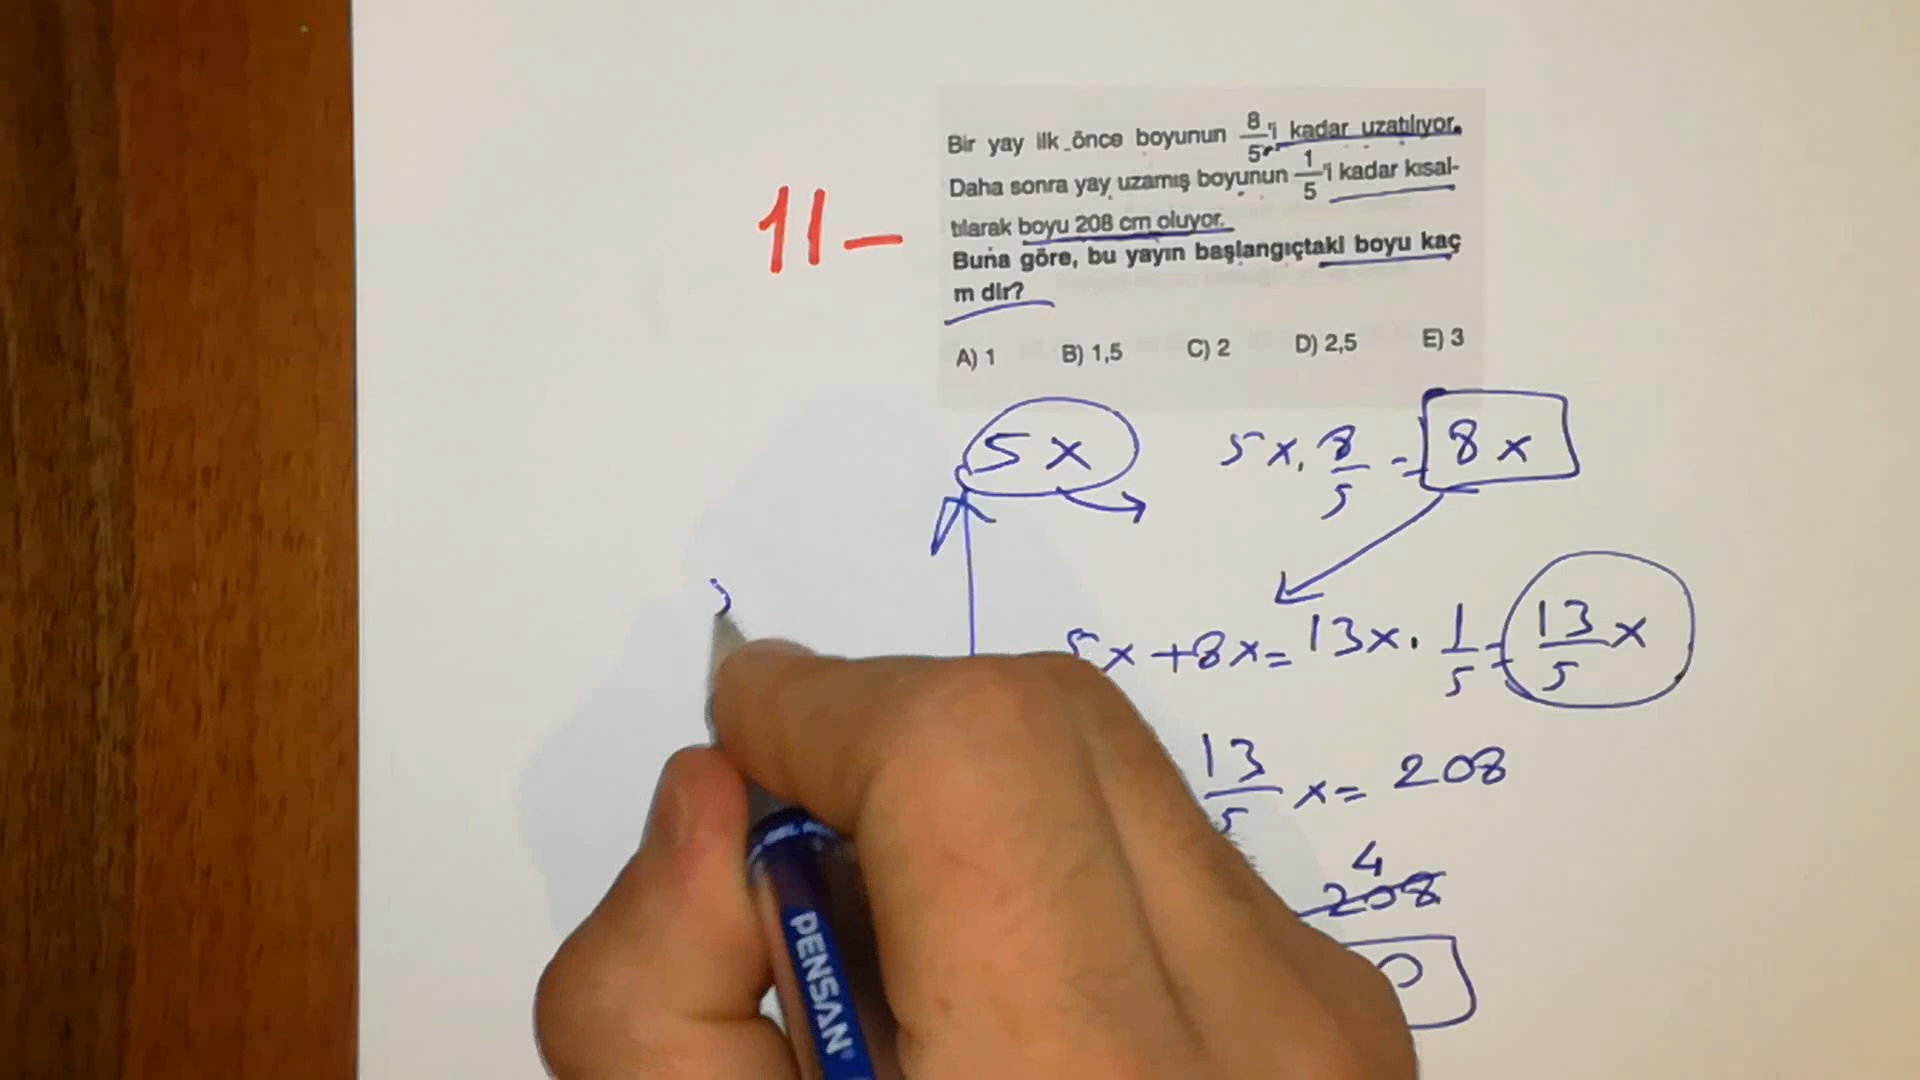 Bir yay ilk önce boyunun 8/5'i kadar uzatılıyor.
Daha sonra yay uzamış boyunun 1/5'i kadar kısal-
tılarak boyu 208 cm oluyor.
Buna göre, bu yayın başlangıçtaki boyu kaç
m dir?
11-
A) 1 B) 1,5 C) 2 D) 2,5 E) 3
5x 5x. 8/5 = 8x
5x+8x= 13x. 1/5 = 13/5 x
13/5 x= 208
4
208
PENSAN